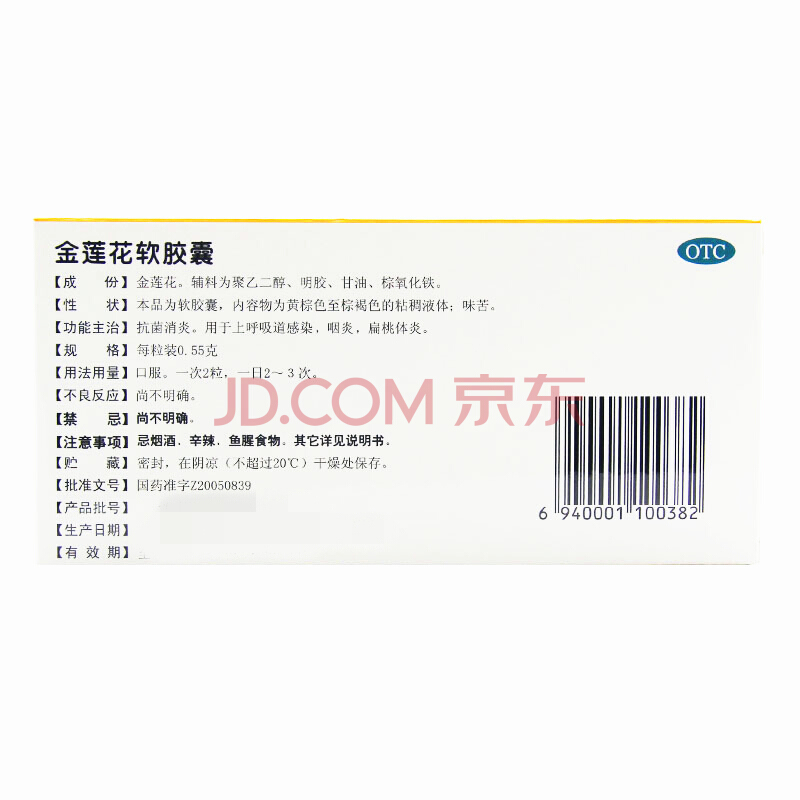 金莲花软胶囊
OTC
【成 份】金莲花。辅料为聚乙二醇、明胶、甘油、棕氧化铁。
【性 状】本品为软胶囊，内容物为黄棕色至棕褐色的粘稠液体；味苦。
【功能主治】抗菌消炎。用于上呼吸道感染，咽炎，扁桃体炎。
【规 格】每粒装0.55克
【用法用量】口服。一次2粒，一日2～3次。
【不良反应】尚不明确。
【禁 忌】尚不明确。
【注意事项】忌烟酒、辛辣、鱼腥食物。其它详见说明书。
【贮 藏】密封，在阴凉（不超过20℃）干燥处保存。
【批准文号】国药准字Z20050839
【产品批号】
【生产日期】
【有 效 期】
6 940001 100382
JD.COM 京东